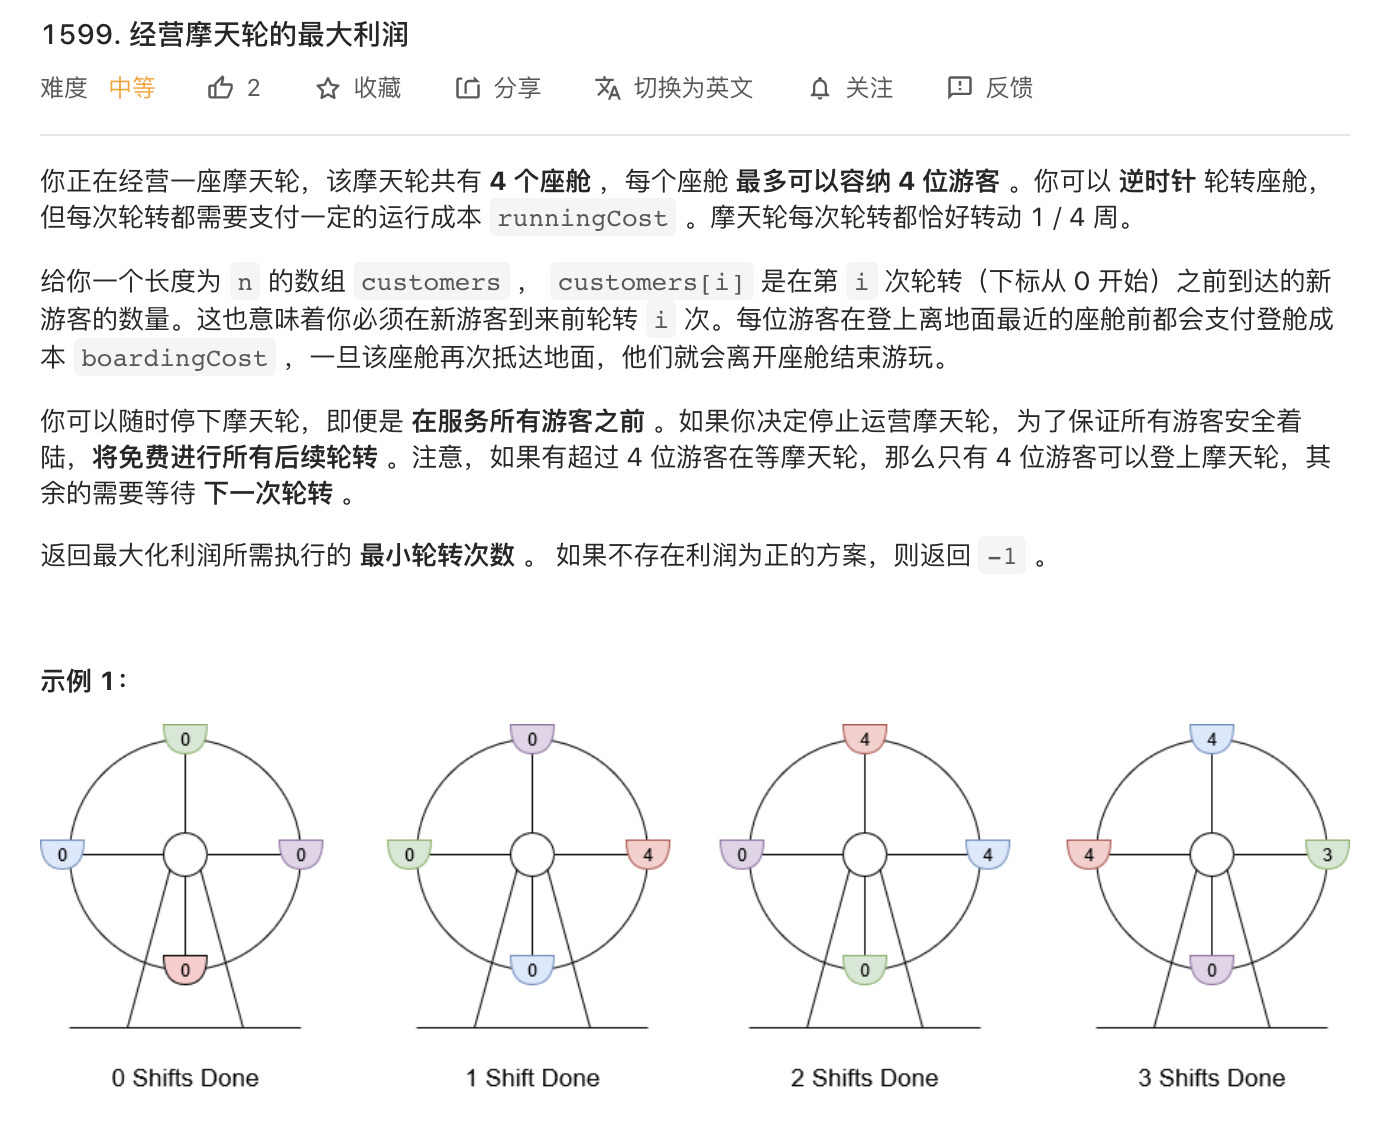 1599. 经营摩天轮的最大利润
难度 中等 2 收藏 分享 切换为英文 关注 反馈
你正在经营一座摩天轮，该摩天轮共有 4 个座舱 ，每个座舱 最多可以容纳 4 位游客 。你可以 逆时针 轮转座舱，
但每次轮转都需要支付一定的运行成本 runningCost 。摩天轮每次轮转都恰好转动 1 / 4 周。
给你一个长度为 n 的数组 customers ， customers[i] 是在第 i 次轮转（下标从 0 开始）之前到达的新
游客的数量。这也意味着你必须在新游客到来前轮转 i 次。每位游客在登上离地面最近的座舱前都会支付登舱成
本 boardingCost ，一旦该座舱再次抵达地面，他们就会离开座舱结束游玩。
你可以随时停下摩天轮，即便是 在服务所有游客之前 。如果你决定停止运营摩天轮，为了保证所有游客安全着
陆，将免费进行所有后续轮转 。注意，如果有超过 4 位游客在等摩天轮，那么只有 4 位游客可以登上摩天轮，其
余的需要等待 下一次轮转 。
返回最大化利润所需执行的 最小轮转次数 。 如果不存在利润为正的方案，则返回 -1 。
示例 1：
0 0 4 4
0 0 0 4 0 4 4 3
0 0 0 0
0 Shifts Done 1 Shift Done 2 Shifts Done 3 Shifts Done